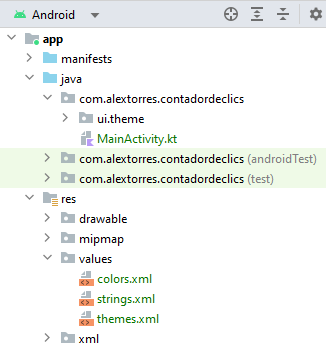 Android
app
manifests
java
com.alextorres.contadordeclics
ui.theme
MainActivity.kt
com.alextorres.contadordeclics (androidTest)
com.alextorres.contadordeclics (test)
res
drawable
mipmap
values
colors.xml
strings.xml
themes.xml
xml